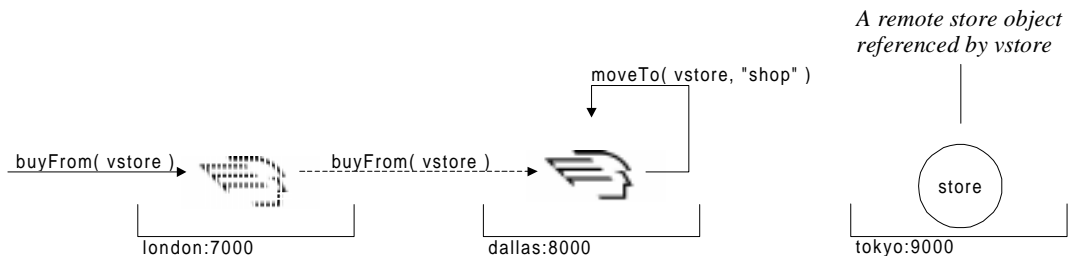 A remote store object
referenced by vstore
moveTo( vstore, "shop" )
buyFrom( vstore )
buyFrom( vstore )
store
london:7000
dallas:8000
tokyo:9000